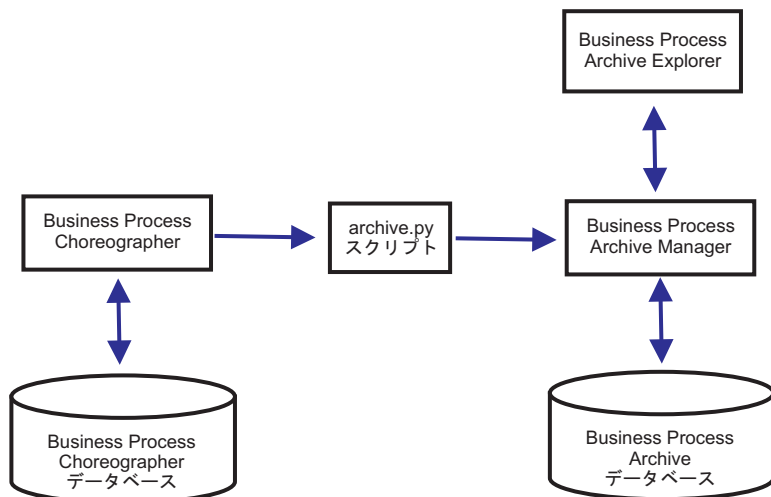 Business Process
Archive Explorer
Business Process
Choreographer
archive.py
スクリプト
Business Process
Archive Manager
Business Process
Choreographer
データベース
Business Process
Archive
データベース